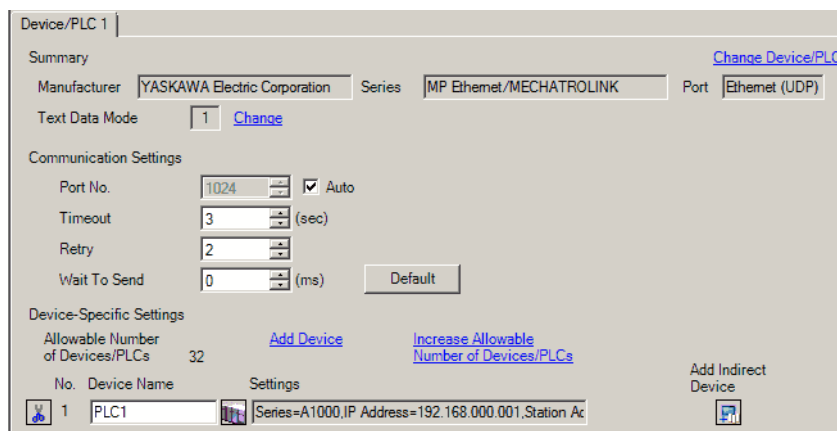 Device/PLC 1
Summary Change Device/PLC
Manufacturer YASKAWA Electric Corporation Series MP Ethernet/MECHATROLINK Port Ethernet (UDP)
Text Data Mode 1 Change
Communication Settings
Port No. 1024 Auto
Timeout 3 (sec)
Retry 2
Wait To Send 0 (ms) Default
Device-Specific Settings
Allowable Number Add Device Increase Allowable
of Devices/PLCs 32 Number of Devices/PLCs
Add Indirect
No. Device Name Settings Device
1 PLC1 Series=A1000,IP Address=192.168.000.001,Station Ad